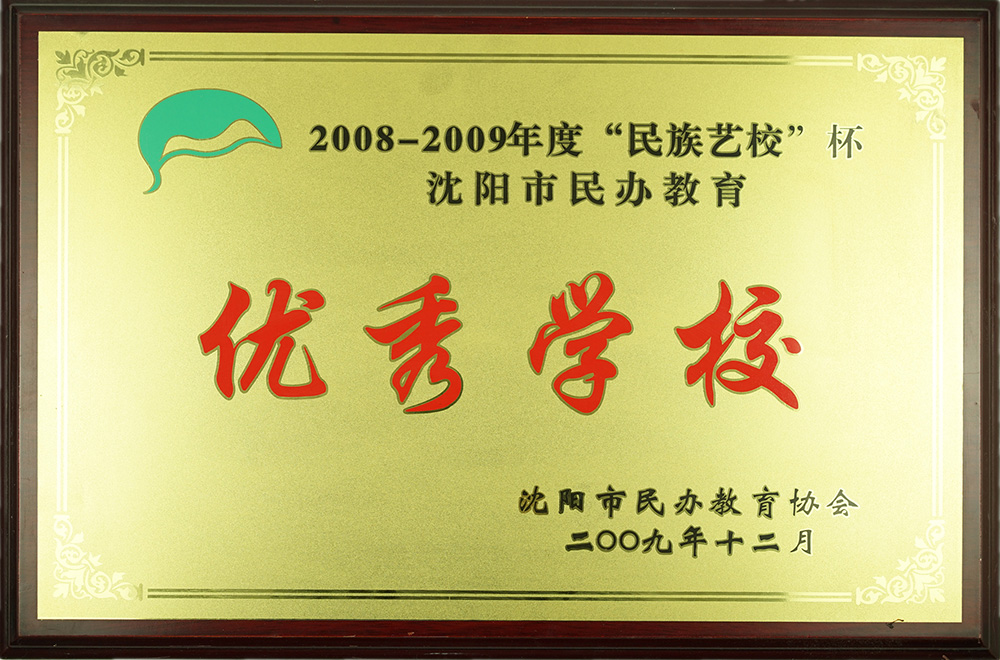 2008-2009年度“民族艺校”杯
沈阳市民办教育
优秀学校
沈阳市民办教育协会
二〇〇九年十二月